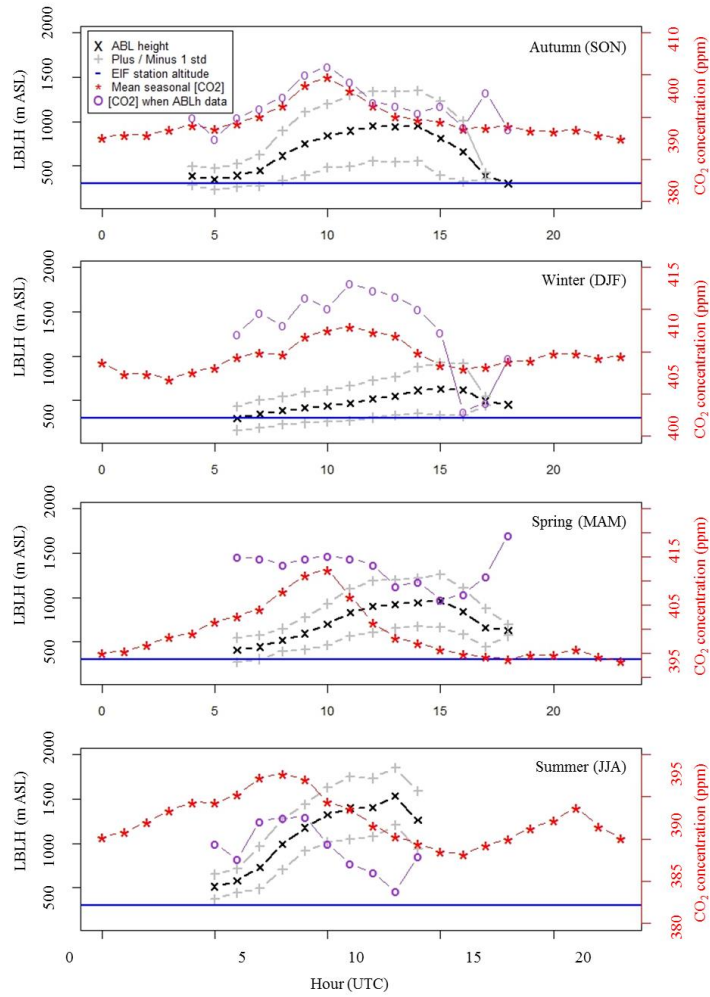 ABL height
Plus / Minus 1 std
EIF station altitude
Mean seasonal [CO2]
[CO2] when ABLh data
Autumn (SON)
LBLH (m ASL)
500 1000 1500 2000
CO2 concentration (ppm)
380 390 400 410
0 5 10 15 20
Winter (DJF)
LBLH (m ASL)
500 1000 1500 2000
CO2 concentration (ppm)
400 405 410 415
0 5 10 15 20
Spring (MAM)
LBLH (m ASL)
500 1000 1500 2000
CO2 concentration (ppm)
395 405 415
0 5 10 15 20
Summer (JJA)
LBLH (m ASL)
500 1000 1500 2000
CO2 concentration (ppm)
380 385 390 395
0 5 10 15 20
Hour (UTC)